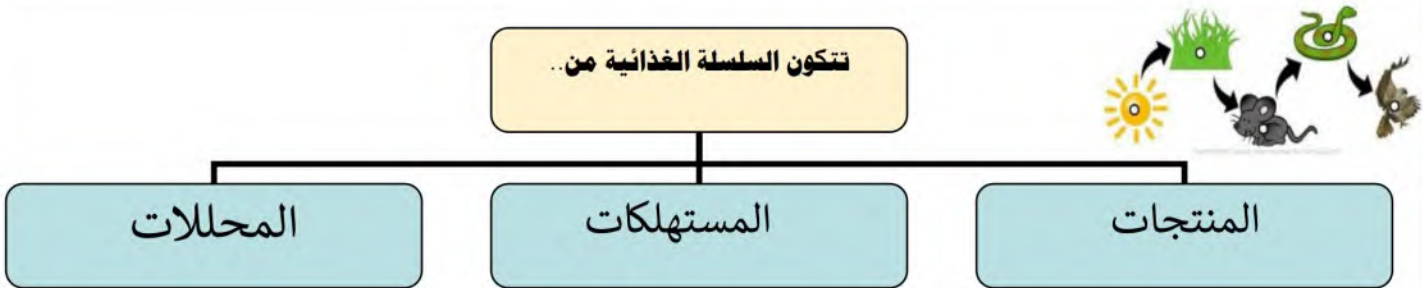 تتكون السلسلة الغذائية من..
المنتجات
المستهلكات
المحللات